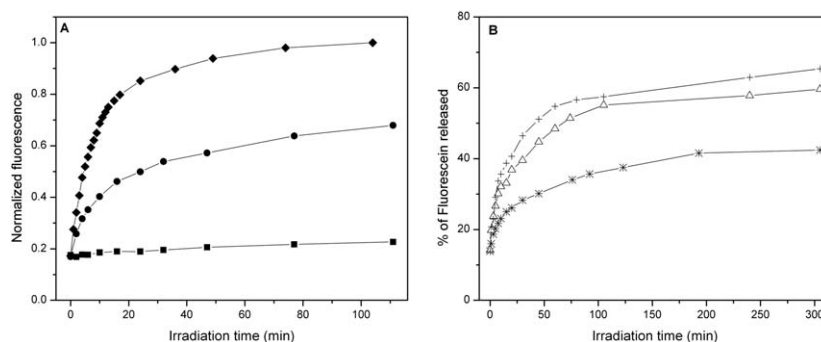 A
Normalized fluorescence
1.0
0.8
0.6
0.4
0.2
0.0
0 20 40 60 80 100
Irradiation time (min)
B
% of Fluorescein released
80
60
40
20
0
0 50 100 150 200 250 300
Irradiation time (min)